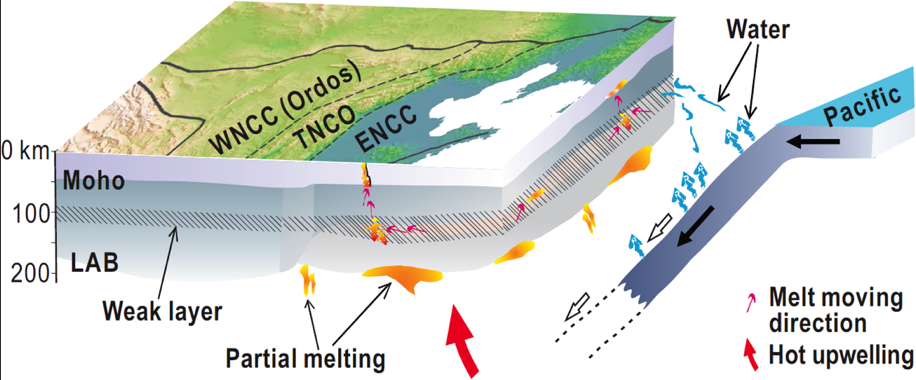 Water
Pacific
WNCC (Ordos)
TNCO
ENCC
0 km
Moho
100
LAB
200
Weak layer
Partial melting
Melt moving
direction
Hot upwelling